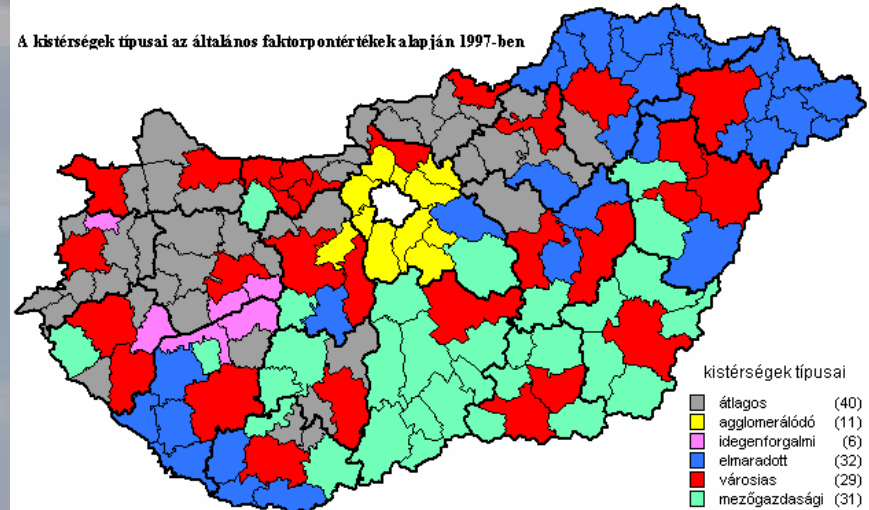 A kistérségek típusai az általános faktorpontértékek alapján 1997-ben
kistérségek típusai
átlagos (40)
agglomerálódó (11)
idegenforgalmi (6)
elmaradott (32)
városias (29)
mezőgazdasági (31)